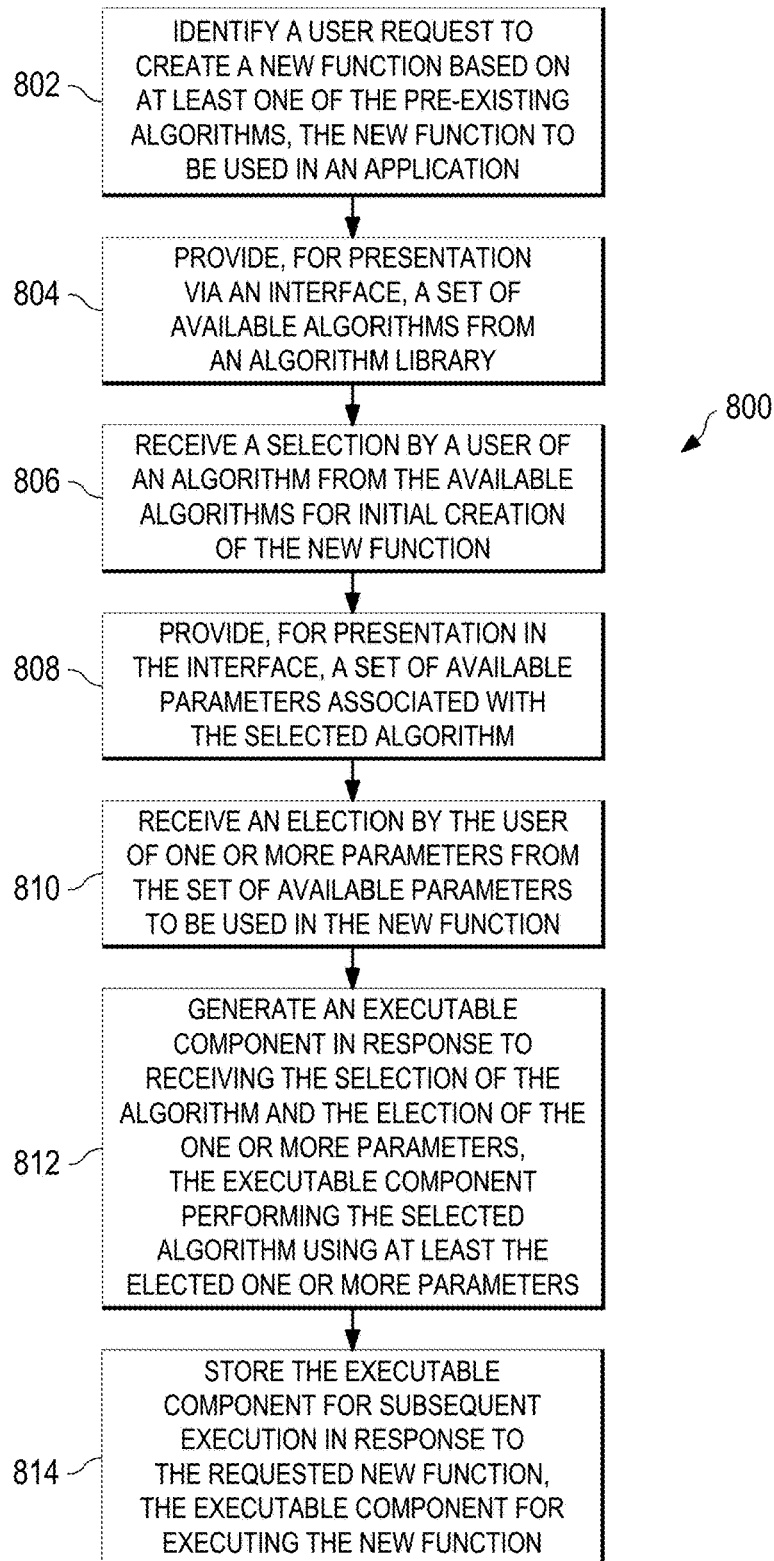 802
IDENTIFY A USER REQUEST TO
CREATE A NEW FUNCTION BASED ON
AT LEAST ONE OF THE PRE-EXISTING
ALGORITHMS, THE NEW FUNCTION TO
BE USED IN AN APPLICATION
804
PROVIDE, FOR PRESENTATION
VIA AN INTERFACE, A SET OF
AVAILABLE ALGORITHMS FROM
AN ALGORITHM LIBRARY
800
806
RECEIVE A SELECTION BY A USER OF
AN ALGORITHM FROM THE AVAILABLE
ALGORITHMS FOR INITIAL CREATION
OF THE NEW FUNCTION
808
PROVIDE, FOR PRESENTATION IN
THE INTERFACE, A SET OF AVAILABLE
PARAMETERS ASSOCIATED WITH
THE SELECTED ALGORITHM
810
RECEIVE AN ELECTION BY THE USER
OF ONE OR MORE PARAMETERS FROM
THE SET OF AVAILABLE PARAMETERS
TO BE USED IN THE NEW FUNCTION
812
GENERATE AN EXECUTABLE
COMPONENT IN RESPONSE TO
RECEIVING THE SELECTION OF THE
ALGORITHM AND THE ELECTION OF THE
ONE OR MORE PARAMETERS,
THE EXECUTABLE COMPONENT
PERFORMING THE SELECTED
ALGORITHM USING AT LEAST THE
ELECTED ONE OR MORE PARAMETERS
814
STORE THE EXECUTABLE
COMPONENT FOR SUBSEQUENT
EXECUTION IN RESPONSE TO
THE REQUESTED NEW FUNCTION,
THE EXECUTABLE COMPONENT FOR
EXECUTING THE NEW FUNCTION